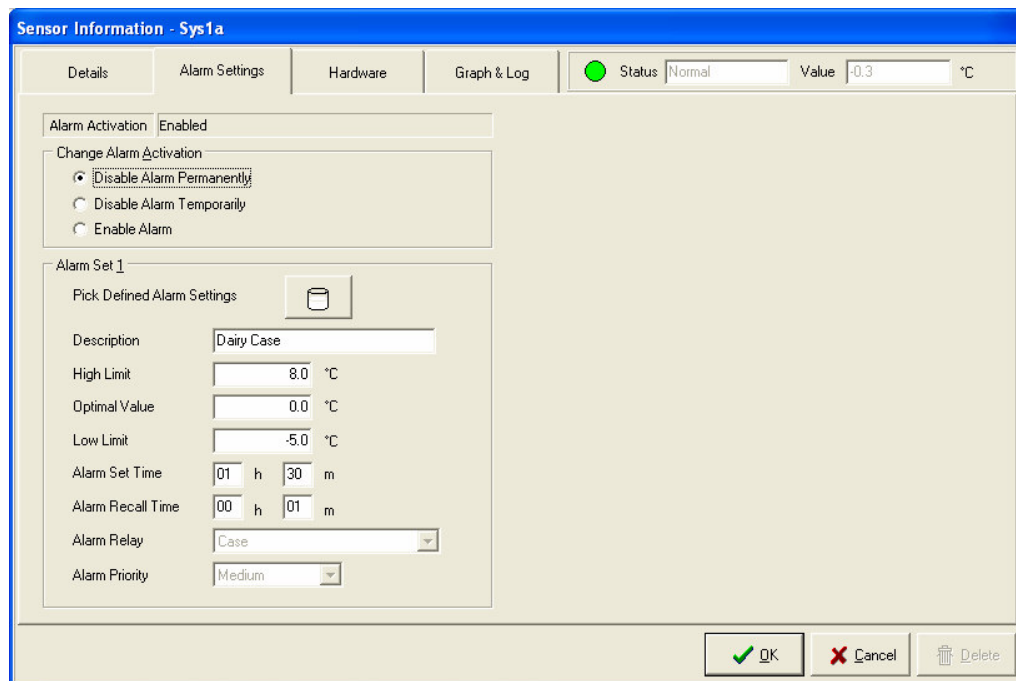 Sensor Information - Sys1a
Details Alarm Settings Hardware Graph & Log Status Normal Value -0.3 °C
Alarm Activation Enabled
Change Alarm Activation
Disable Alarm Permanently
Disable Alarm Temporarily
Enable Alarm
Alarm Set 1
Pick Defined Alarm Settings
Description Dairy Case
High Limit 8.0 °C
Optimal Value 0.0 °C
Low Limit -5.0 °C
Alarm Set Time 01 h 30 m
Alarm Recall Time 00 h 01 m
Alarm Relay Case
Alarm Priority Medium
OK Cancel Delete